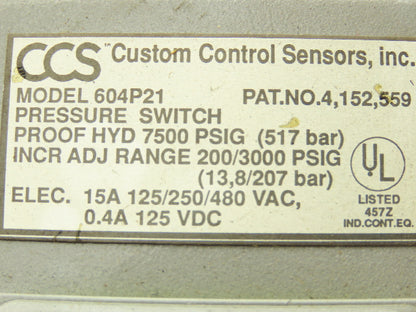 CCS Custom Control Sensors, inc.
MODEL 604P21 PAT.NO.4,152,559
PRESSURE SWITCH
PROOF HYD 7500 PSIG (517 bar)
INCR ADJ RANGE 200/3000 PSIG
(13,8/207 bar)
ELEC. 15A 125/250/480 VAC,
0.4A 125 VDC
UL
LISTED
457Z
IND.CONT.EQ.